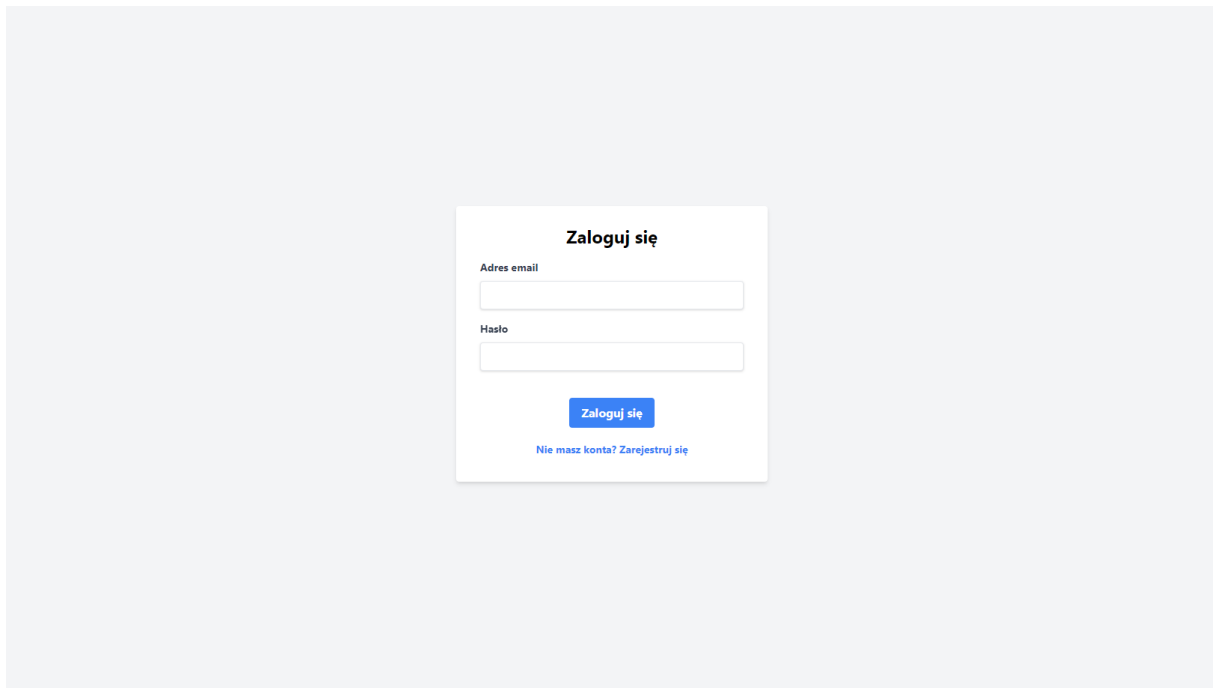 Zaloguj się
Adres email
Hasło
Zaloguj się
Nie masz konta? Zarejestruj się